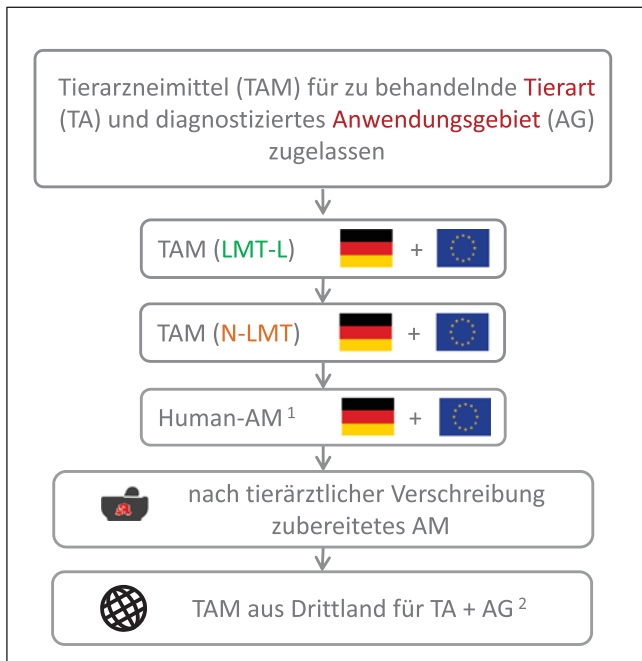 Tierarzneimittel (TAM) für zu behandelnde Tierart
(TA) und diagnostiziertes Anwendungsgebiet (AG)
zugelassen
TAM (LMT-L) +
TAM (N-LMT) +
Human-AM ¹ +
nach tierärztlicher Verschreibung
zubereitetes AM
TAM aus Drittland für TA + AG ²